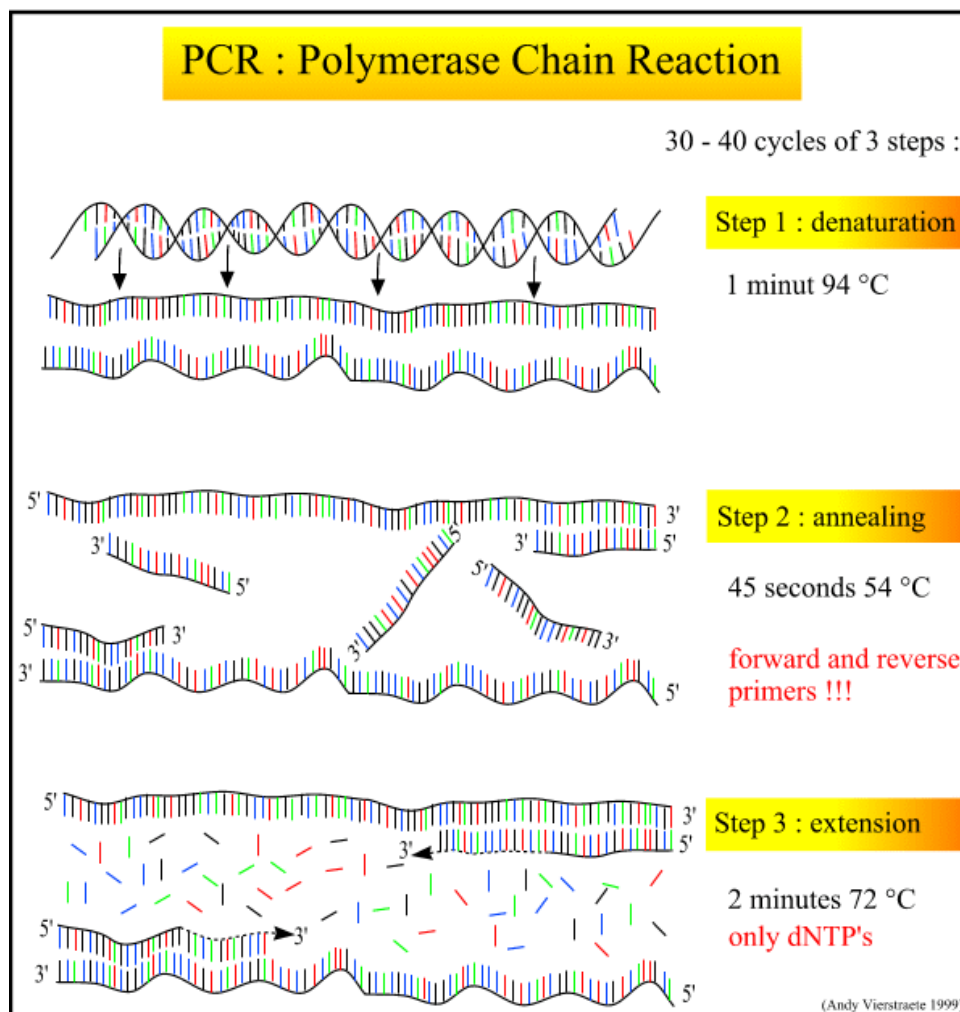 PCR : Polymerase Chain Reaction
30 - 40 cycles of 3 steps :
Step 1 : denaturation
1 minut 94 °C
5'
3'
Step 2 : annealing
3'
5'
3'
5'
5'
5'
45 seconds 54 °C
5'
3'
3'
3'
3'
forward and reverse
primers !!!
5'
5'
3'
Step 3 : extension
3'
5'
2 minutes 72 °C
5'
3'
only dNTP's
3'
5'
(Andy Vierstraete 1999)